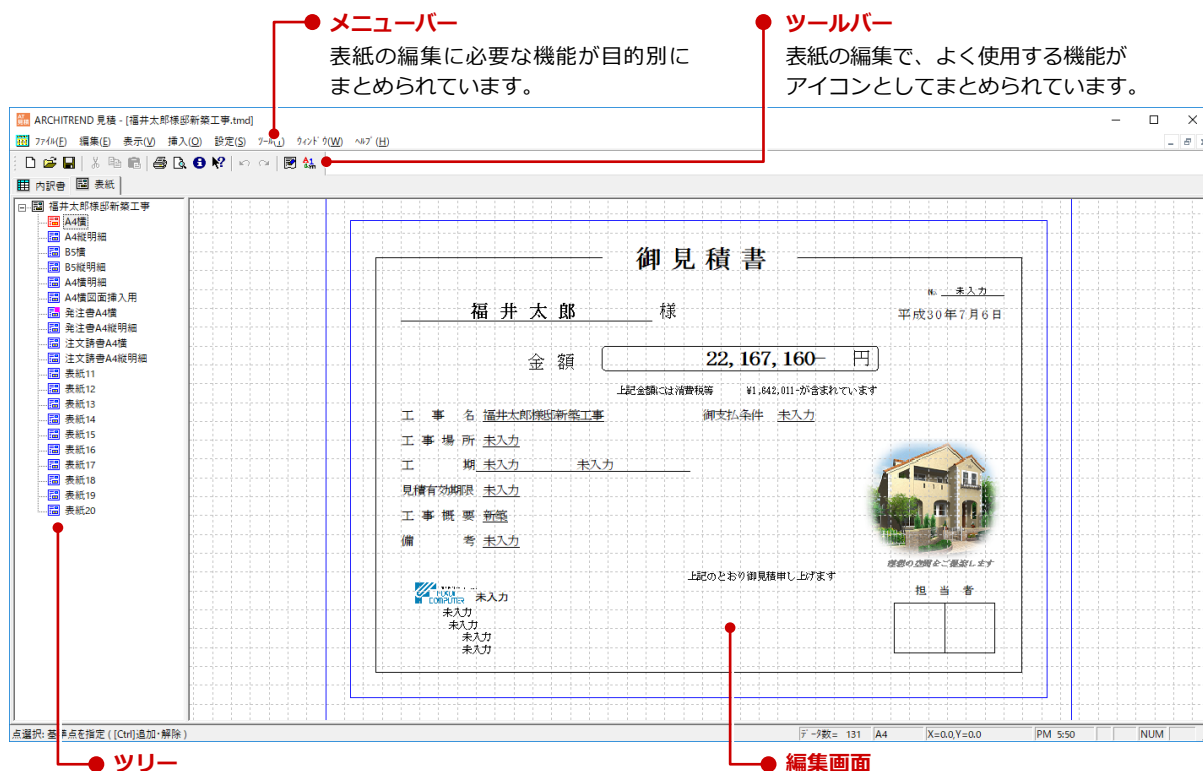 メニューバー
表紙の編集に必要な機能が目的別に
まとめられています。
ツールバー
表紙の編集で、よく使用する機能が
アイコンとしてまとめられています。
ARCHITREND 見積 - [福井太郎様邸新築工事.tmd]
ファイル(F) 編集(E) 表示(V) 挿入(O) 設定(S) ツール(T) ウィンドウ(W) ヘルプ(H)
内訳書 表紙
福井太郎様邸新築工事
A4横
A4縦明細
B5横
B5縦明細
A4横明細
A4横図面挿入用
発注書A4横
発注書A4縦明細
注文請書A4横
注文請書A4縦明細
表紙11
表紙12
表紙13
表紙14
表紙15
表紙16
表紙17
表紙18
表紙19
表紙20
御見積書
No. 未入力
福井太郎 様
平成30年7月6日
金額 22,167,160- 円
上記金額には消費税等 ¥1,642,011-が含まれています
工事名 福井太郎様邸新築工事 御支払条件 未入力
工事場所 未入力
工期 未入力 未入力
見積有効期限 未入力
工事概要 新築
備考 未入力
理想の空間をご提案します
上記のとおり御見積申し上げます
担当者
FUKUI COMPUTER 未入力
未入力
未入力
未入力
未入力
点選択: 基準点を指定 ( [Ctrl]追加・解除 ) データ数= 131 A4 X=0.0,Y=0.0 PM 5:50 NUM
ツリー
編集画面